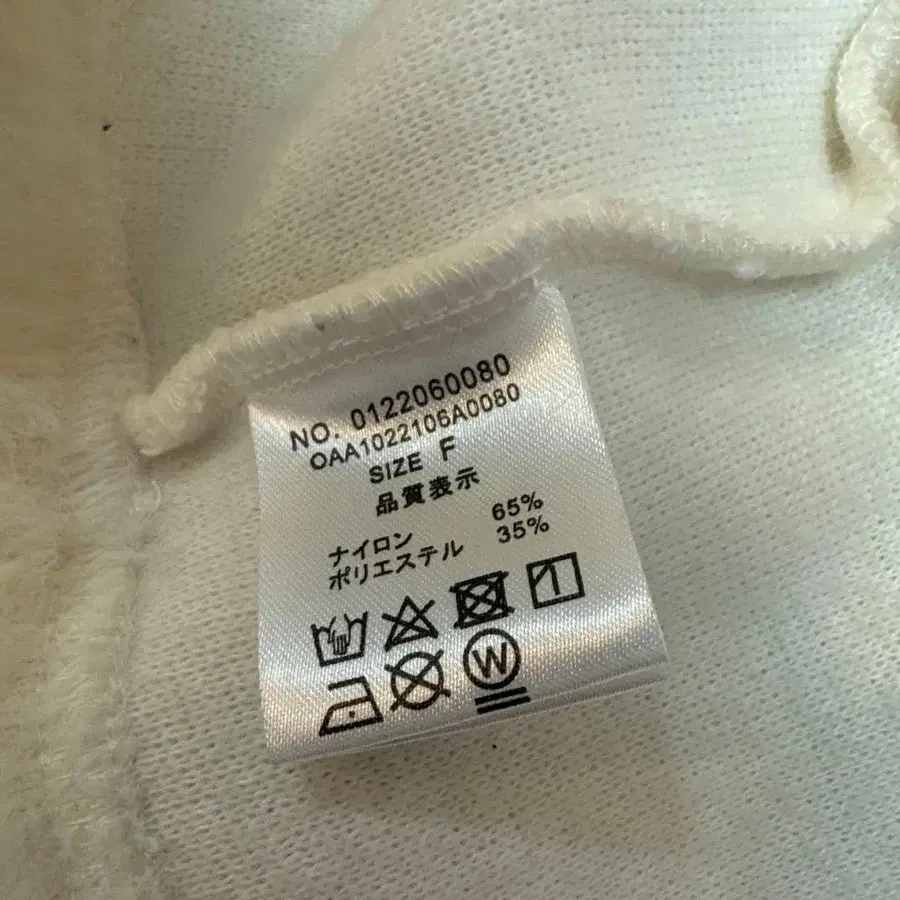 NO. 0122060080
OAA1022106A0080
SIZE F
品質表示
ナイロン 65%
ポリエステル 35%
W